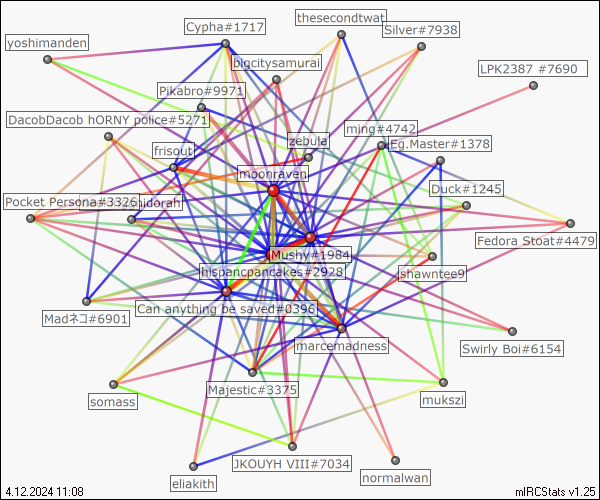 thesecondtwat
Cypha#1717
Silver#7938
yoshimanden
bigcitysamurai
LPK2387 #7690
Pikabro#9971
DacobDacob hORNY police#5271
ming#4742
zebula
Eg.Master#1378
frisout
moonraven
Duck#1245
Pocket Persona#3326
idorah
Fedora Stoat#4479
Mushy#1984
hispancpancakes#2928
shawntee9
Can anything be saved#0396
Madネコ#6901
marcemadness
Swirly Boi#6154
Majestic#3375
somass
mukszi
JKOUYH VIII#7034
eliakith
normalwan
4.12.2024 11:08
mIRCStats v1.25